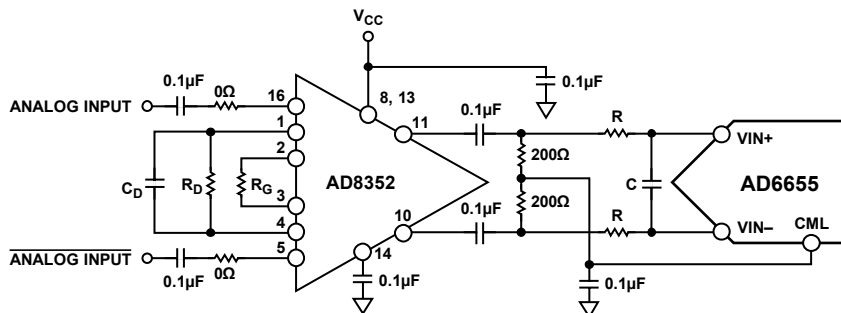 VCC
0.1µF
0Ω
16
8, 13
0.1µF
ANALOG INPUT
1
11
0.1µF
R
VIN+
2
200Ω
CD
RD
RG
AD8352
C
AD6655
3
200Ω
4
10
0.1µF
R
VIN–
CML
ANALOG INPUT
5
14
0.1µF
0Ω
0.1µF
0.1µF